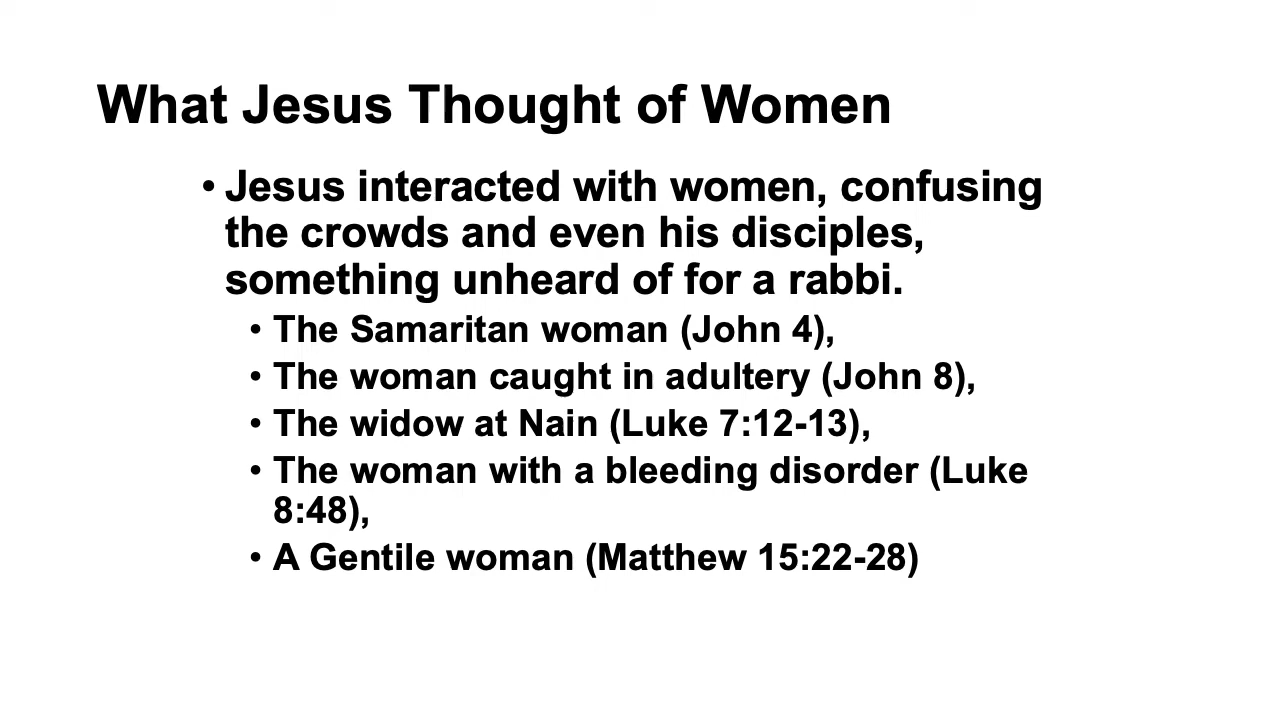 What Jesus Thought of Women
• Jesus interacted with women, confusing
the crowds and even his disciples,
something unheard of for a rabbi.
• The Samaritan woman (John 4),
• The woman caught in adultery (John 8),
• The widow at Nain (Luke 7:12-13),
• The woman with a bleeding disorder (Luke
8:48),
• A Gentile woman (Matthew 15:22-28)